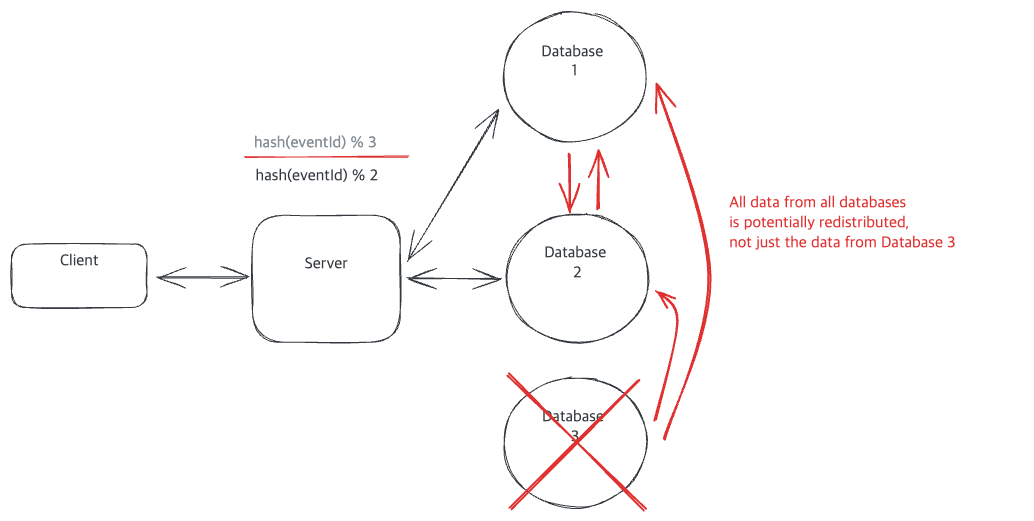 Database
1
hash(eventId) % 3
hash(eventId) % 2
All data from all databases
is potentially redistributed,
not just the data from Database 3
Client
Server
Database
2
Database
3